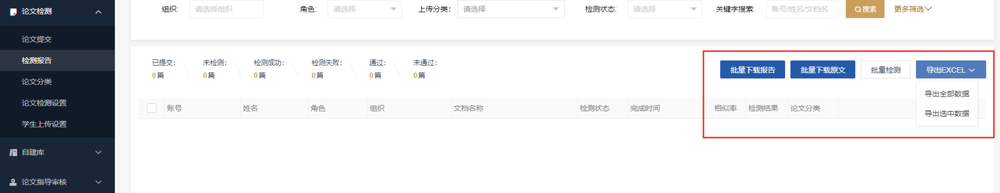 论文检测
论文提交
检测报告
论文分类
论文检测设置
学生上传设置
自建库
论文指导审核
组织: 请选择组织 角色: 请选择 上传分类: 请选择 检测状态: 请选择 关键字搜索: 账号/姓名/文档名 搜索 更多筛选
已提交: 未检测: 检测成功: 检测失败: 通过: 未通过:
0篇 0篇 0篇 0篇 0篇 0篇
批量下载报告 批量下载原文 批量检测 导出EXCEL
导出全部数据
导出选中数据
账号 姓名 角色 组织 文档名称 检测状态 完成时间 相似率 检测结果 论文分类